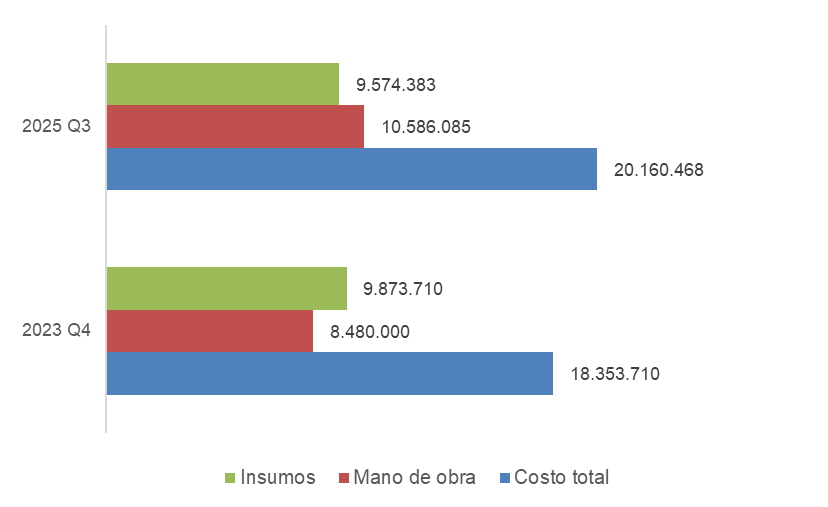 9.574.383
2025 Q3
10.586.085
20.160.468
9.873.710
2023 Q4
8.480.000
18.353.710
Insumos Mano de obra Costo total